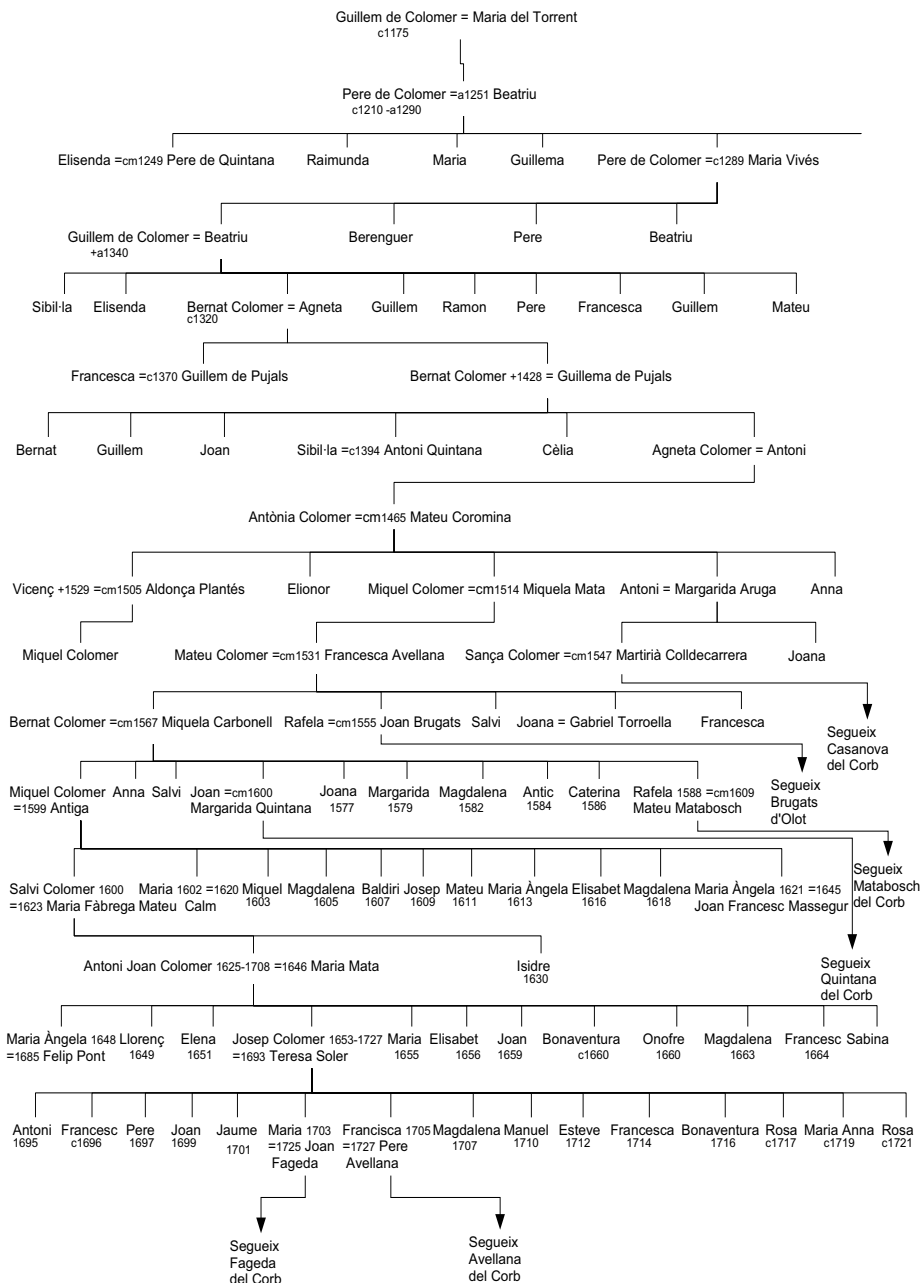 Guillem de Colomer = Maria del Torrent
c1175
Pere de Colomer =a1251 Beatriu
c1210 -a1290
Elisenda =cm1249 Pere de Quintana Raimunda Maria Guillema Pere de Colomer =c1289 Maria Vivés
Guillem de Colomer = Beatriu Berenguer Pere Beatriu
+a1340
Sibil·la Elisenda Bernat Colomer = Agneta Guillem Ramon Pere Francesca Guillem Mateu
c1320
Francesca =c1370 Guillem de Pujals Bernat Colomer +1428 = Guillema de Pujals
Bernat Guillem Joan Sibil·la =c1394 Antoni Quintana Cèlia Agneta Colomer = Antoni
Antònia Colomer =cm1465 Mateu Coromina
Vicenç +1529 =cm1505 Aldonça Plantés Elionor Miquel Colomer =cm1514 Miquela Mata Antoni = Margarida Aruga Anna
Miquel Colomer Mateu Colomer =cm1531 Francesca Avellana Sança Colomer =cm1547 Martirià Colldecarrera Joana
Bernat Colomer =cm1567 Miquela Carbonell Rafela =cm1555 Joan Brugats Salvi Joana = Gabriel Torroella Francesca
Segueix
Casanova
del Corb
Segueix
Brugats
d'Olot
Miquel Colomer Anna Salvi Joan =cm1600 Joana Margarida Magdalena Antic Caterina Rafela 1588 =cm1609
=1599 Antiga Margarida Quintana 1577 1579 1582 1584 1586 Mateu Matabosch
Segueix
Matabosch
del Corb
Salvi Colomer 1600 Maria 1602 =1620 Miquel Magdalena Baldiri Josep Mateu Maria Àngela Elisabet Magdalena Maria Àngela 1621 =1645
=1623 Maria Fàbrega Mateu Calm 1603 1605 1607 1609 1611 1613 1616 1618 Joan Francesc Massegur
Segueix
Quintana
del Corb
Antoni Joan Colomer 1625-1708 =1646 Maria Mata Isidre
1630
Maria Àngela 1648 Llorenç Elena Josep Colomer 1653-1727 Maria Elisabet Joan Bonaventura Onofre Magdalena Francesc Sabina
=1685 Felip Pont 1649 1651 =1693 Teresa Soler 1655 1656 1659 c1660 1660 1663 1664
Antoni Francesc Pere Joan Jaume Maria 1703 Francisca 1705 Magdalena Manuel Esteve Francesca Bonaventura Rosa Maria Anna Rosa
1695 c1696 1697 1699 1701 =1725 Joan =1727 Pere 1707 1710 1712 1714 1716 c1717 c1719 c1721
Fageda Avellana
Segueix
Fageda
del Corb
Segueix
Avellana
del Corb